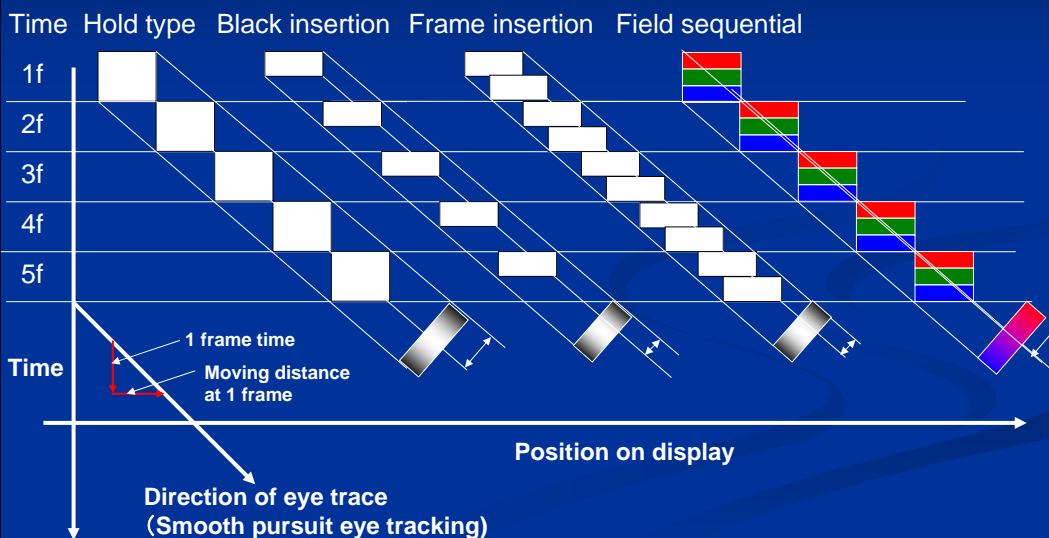 Time Hold type Black insertion Frame insertion Field sequential
1f
2f
3f
4f
5f
1 frame time
Time
Moving distance
at 1 frame
Position on display
Direction of eye trace
（Smooth pursuit eye tracking)